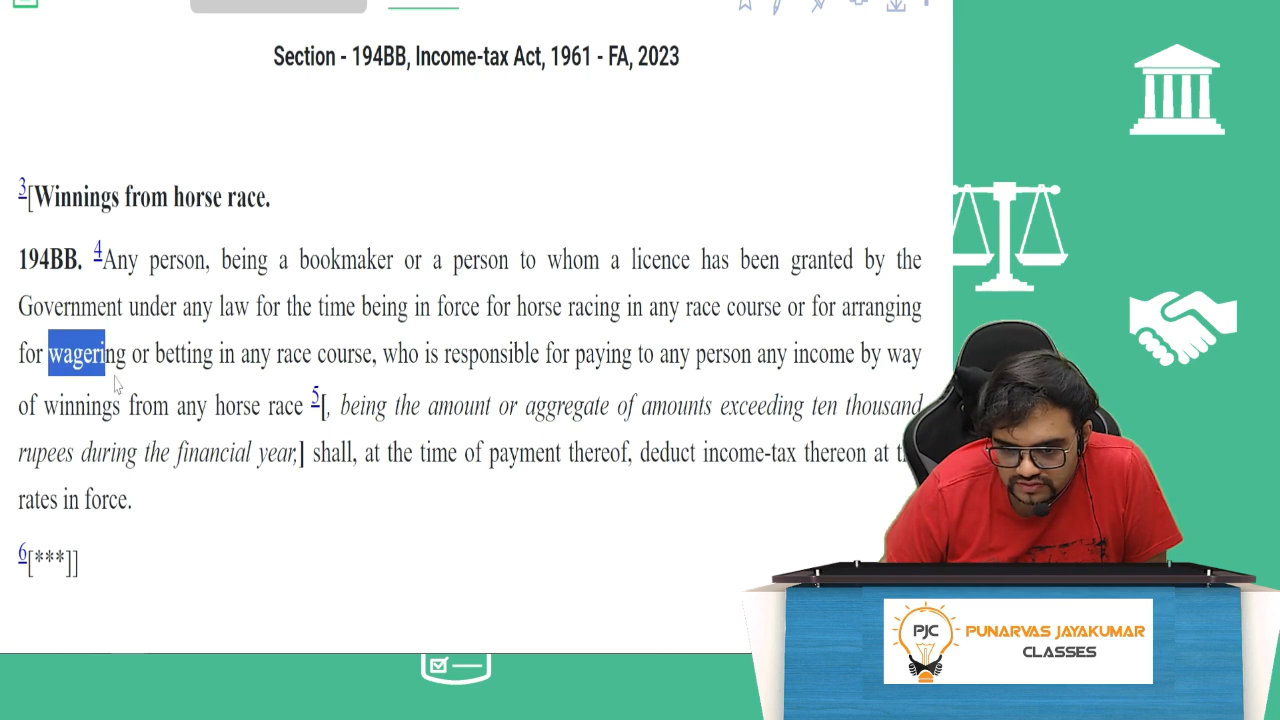 Section - 194BB, Income-tax Act, 1961 - FA, 2023
3[Winnings from horse race.
194BB. 4Any person, being a bookmaker or a person to whom a licence has been granted by the
Government under any law for the time being in force for horse racing in any race course or for arranging
for wagering or betting in any race course, who is responsible for paying to any person any income by way
of winnings from any horse race 5[, being the amount or aggregate of amounts exceeding ten thousand
rupees during the financial year,] shall, at the time of payment thereof, deduct income-tax thereon at
rates in force.
6[***]]
PJC
PUNARVAS JAYAKUMAR
CLASSES